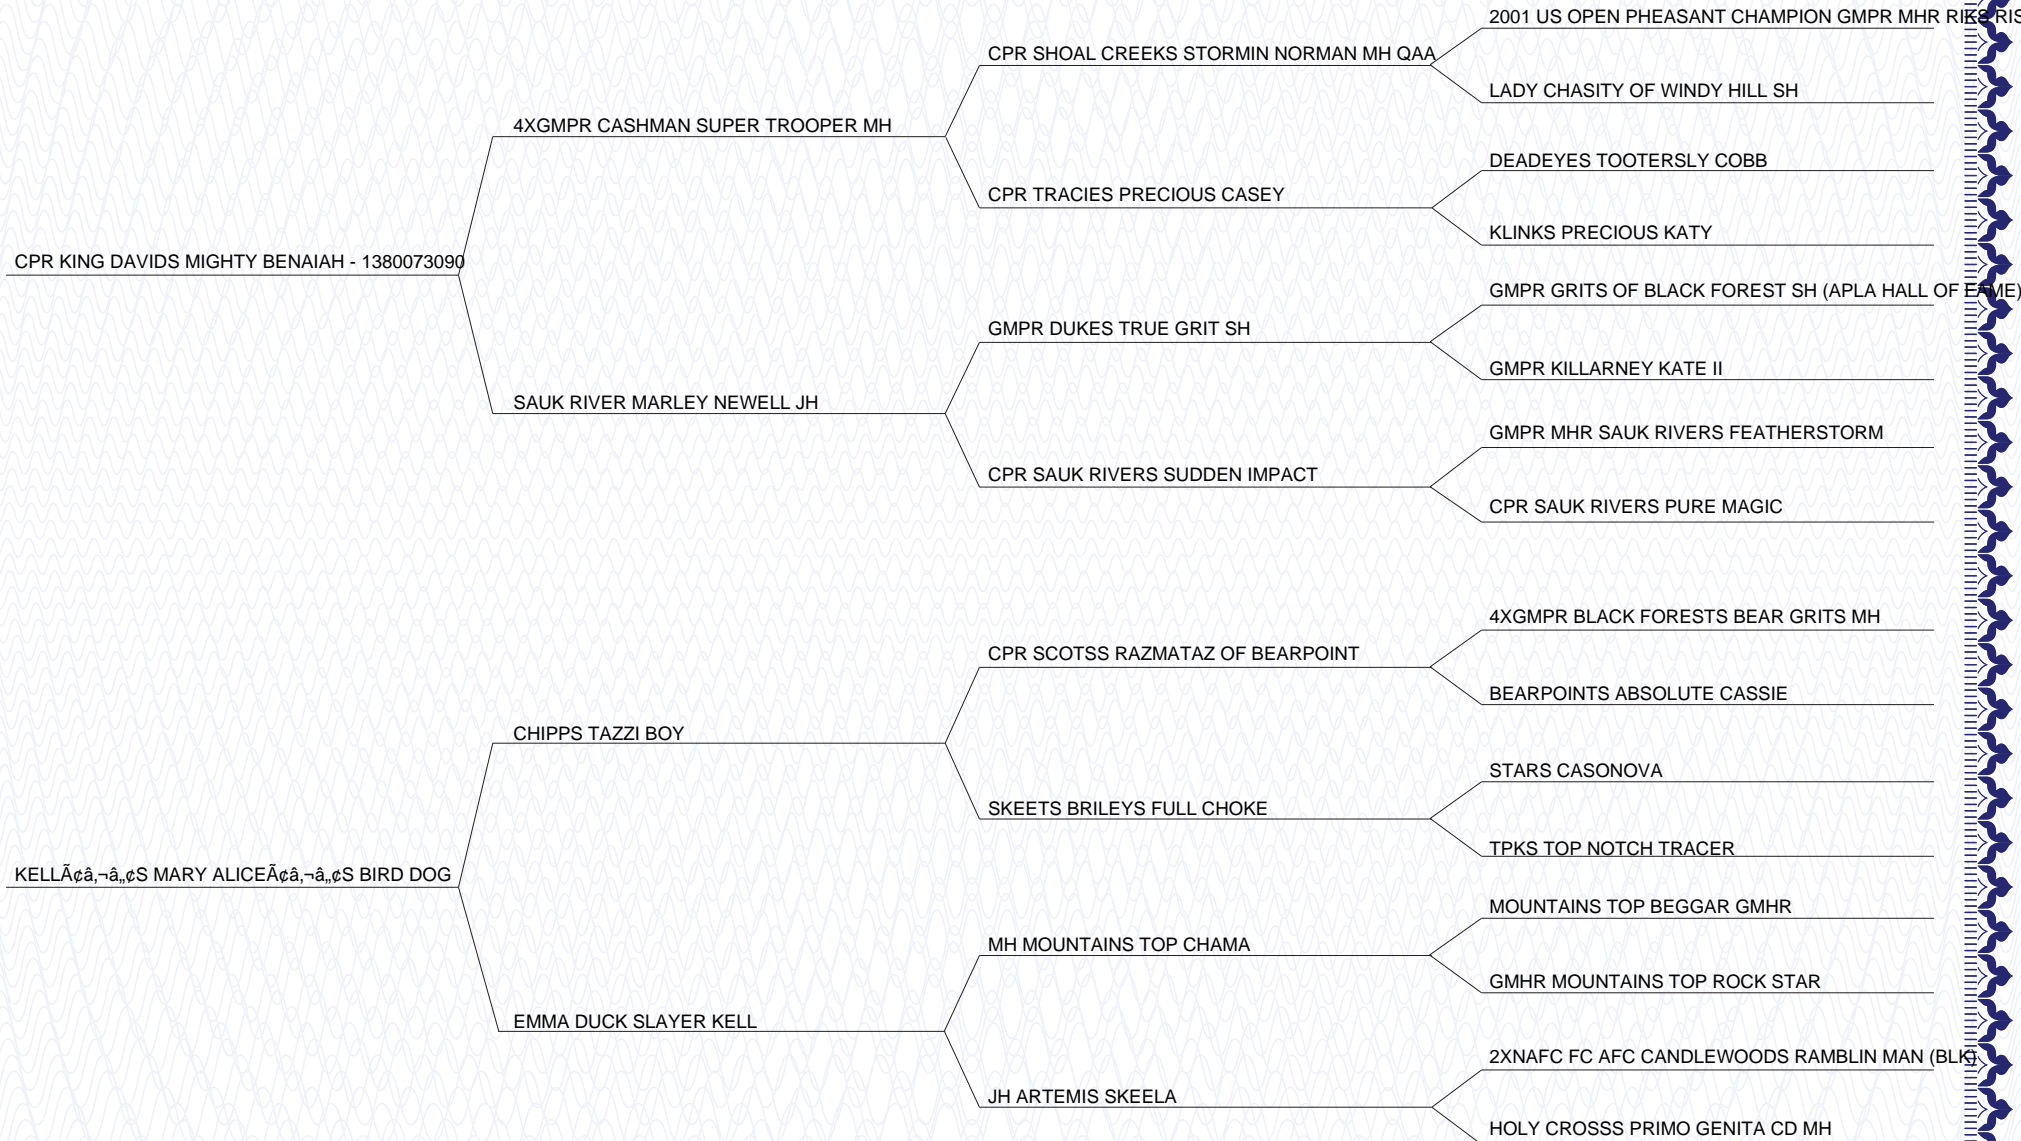 2001 US OPEN PHEASANT CHAMPION GMPR MHR RIKS RIS
CPR SHOAL CREEKS STORMIN NORMAN MH QAA
LADY CHASITY OF WINDY HILL SH
4XGMPR CASHMAN SUPER TROOPER MH
DEADEYES TOOTERSLY COBB
CPR TRACIES PRECIOUS CASEY
KLINKS PRECIOUS KATY
CPR KING DAVIDS MIGHTY BENAIAH - 1380073090
GMPR GRITS OF BLACK FOREST SH (APLA HALL OF FAME)
GMPR DUKES TRUE GRIT SH
GMPR KILLARNEY KATE II
SAUK RIVER MARLEY NEWELL JH
GMPR MHR SAUK RIVERS FEATHERSTORM
CPR SAUK RIVERS SUDDEN IMPACT
CPR SAUK RIVERS PURE MAGIC
4XGMPR BLACK FORESTS BEAR GRITS MH
CPR SCOTSS RAZMATAZ OF BEARPOINT
BEARPOINTS ABSOLUTE CASSIE
CHIPPS TAZZI BOY
STARS CASONOVA
SKEETS BRILEYS FULL CHOKE
TPKS TOP NOTCH TRACER
KELLÃ¢â‚¬â„¢S MARY ALICEÃ¢â‚¬â„¢S BIRD DOG
MOUNTAINS TOP BEGGAR GMHR
MH MOUNTAINS TOP CHAMA
GMHR MOUNTAINS TOP ROCK STAR
EMMA DUCK SLAYER KELL
2XNAFC FC AFC CANDLEWOODS RAMBLIN MAN (BLK)
JH ARTEMIS SKEELA
HOLY CROSSS PRIMO GENITA CD MH